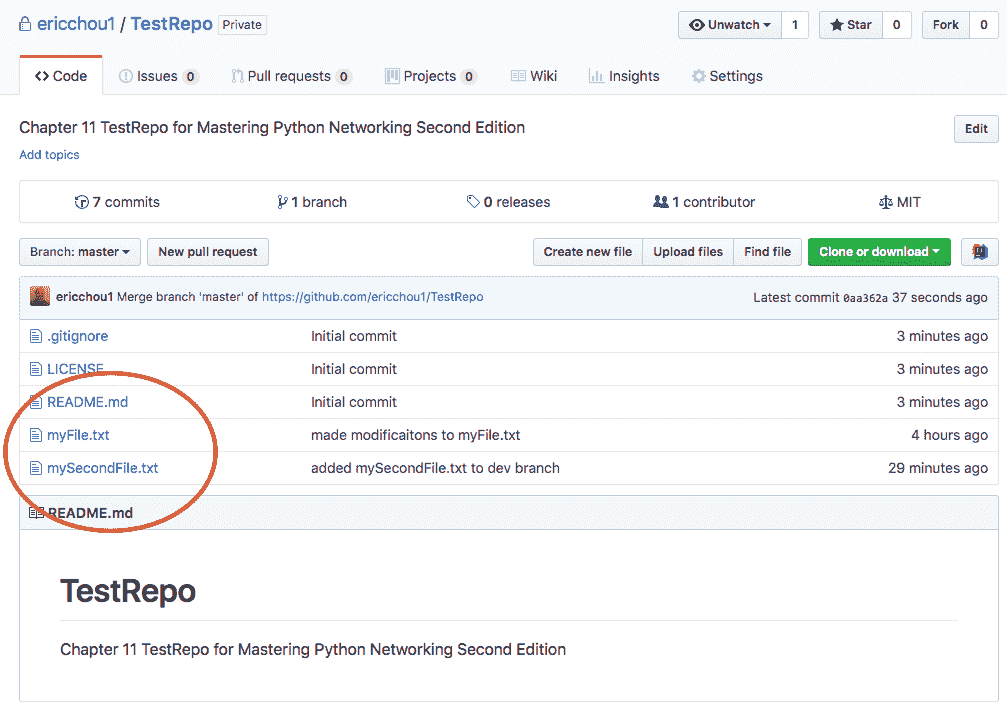 ericchou1 / TestRepo Private Unwatch 1 Star 0 Fork 0
Code Issues 0 Pull requests 0 Projects 0 Wiki Insights Settings
Chapter 11 TestRepo for Mastering Python Networking Second Edition Edit
Add topics
7 commits 1 branch 0 releases 1 contributor MIT
Branch: master New pull request Create new file Upload files Find file Clone or download
ericchou1 Merge branch 'master' of https://github.com/ericchou1/TestRepo Latest commit 0aa362a 37 seconds ago
.gitignore Initial commit 3 minutes ago
LICENSE Initial commit 3 minutes ago
README.md Initial commit 3 minutes ago
myFile.txt made modificaitons to myFile.txt 4 hours ago
mySecondFile.txt added mySecondFile.txt to dev branch 29 minutes ago
README.md
TestRepo
Chapter 11 TestRepo for Mastering Python Networking Second Edition